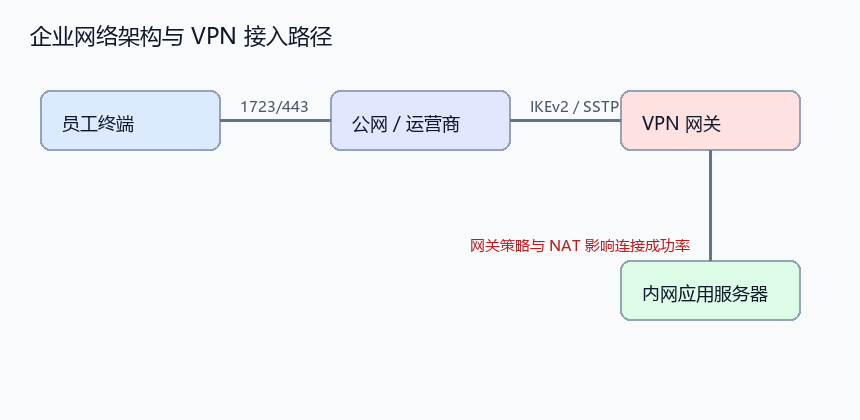 企业网络架构与 VPN 接入路径
员工终端
1723/443
公网 / 运营商
IKEv2 / SSTP
VPN 网关
网关策略与 NAT 影响连接成功率
内网应用服务器